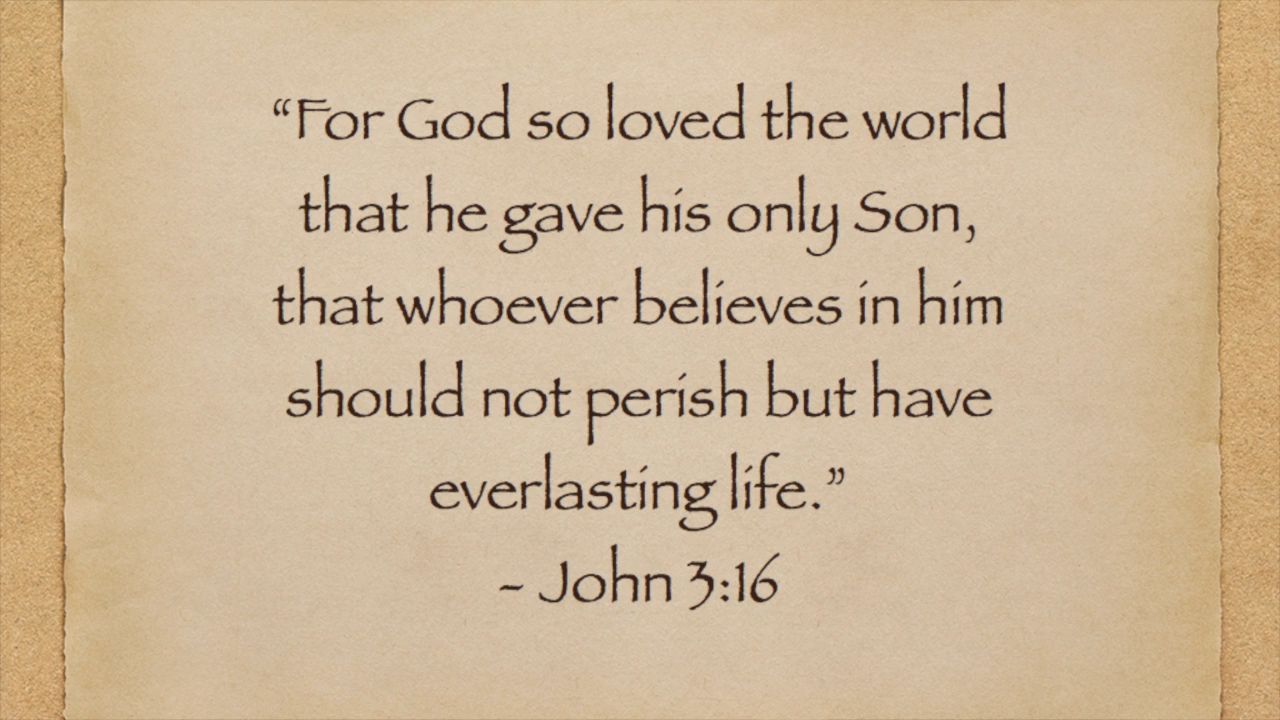 “For God so loved the world
that he gave his only Son,
that whoever believes in him
should not perish but have
everlasting life.”
- John 3:16